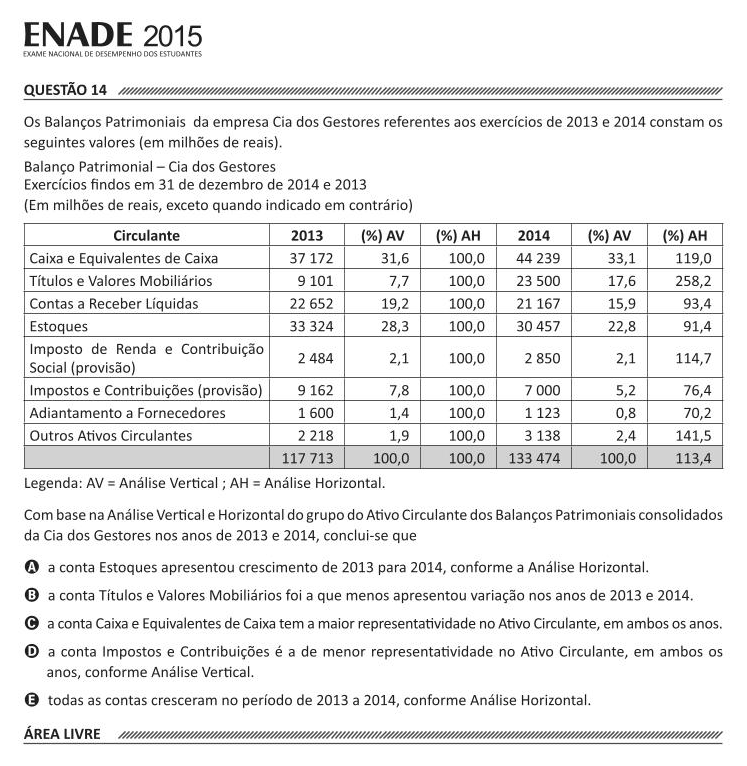 ENADE 2015
EXAME NACIONAL DE DESEMPENHO DOS ESTUDANTES
QUESTÃO 14
Os Balanços Patrimoniais da empresa Cia dos Gestores referentes aos exercícios de 2013 e 2014 constam os
seguintes valores (em milhões de reais).
Balanço Patrimonial – Cia dos Gestores
Exercícios findos em 31 de dezembro de 2014 e 2013
(Em milhões de reais, exceto quando indicado em contrário)
Circulante 2013 (%) AV (%) AH 2014 (%) AV (%) AH
Caixa e Equivalentes de Caixa 37 172 31,6 100,0 44 239 33,1 119,0
Títulos e Valores Mobiliários 9 101 7,7 100,0 23 500 17,6 258,2
Contas a Receber Líquidas 22 652 19,2 100,0 21 167 15,9 93,4
Estoques 33 324 28,3 100,0 30 457 22,8 91,4
Imposto de Renda e Contribuição
Social (provisão) 2 484 2,1 100,0 2 850 2,1 114,7
Impostos e Contribuições (provisão) 9 162 7,8 100,0 7 000 5,2 76,4
Adiantamento a Fornecedores 1 600 1,4 100,0 1 123 0,8 70,2
Outros Ativos Circulantes 2 218 1,9 100,0 3 138 2,4 141,5
117 713 100,0 100,0 133 474 100,0 113,4
Legenda: AV = Análise Vertical ; AH = Análise Horizontal.
Com base na Análise Vertical e Horizontal do grupo do Ativo Circulante dos Balanços Patrimoniais consolidados
da Cia dos Gestores nos anos de 2013 e 2014, conclui-se que
A a conta Estoques apresentou crescimento de 2013 para 2014, conforme a Análise Horizontal.
B a conta Títulos e Valores Mobiliários foi a que menos apresentou variação nos anos de 2013 e 2014.
C a conta Caixa e Equivalentes de Caixa tem a maior representatividade no Ativo Circulante, em ambos os anos.
D a conta Impostos e Contribuições é a de menor representatividade no Ativo Circulante, em ambos os
anos, conforme Análise Vertical.
E todas as contas cresceram no período de 2013 a 2014, conforme Análise Horizontal.
ÁREA LIVRE